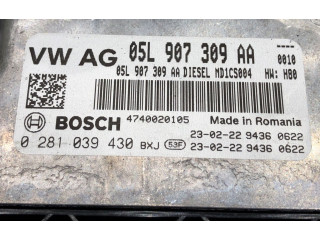 VW AG 05L 907 309 AA
05L 907 309 AA DIESEL MD1CS004 0010 HW: H80
BOSCH 4740020105 Made in Romania
23-02-22 9436 0622
0 281 039 430 BXJ 53F 23-02-22 9436 0622